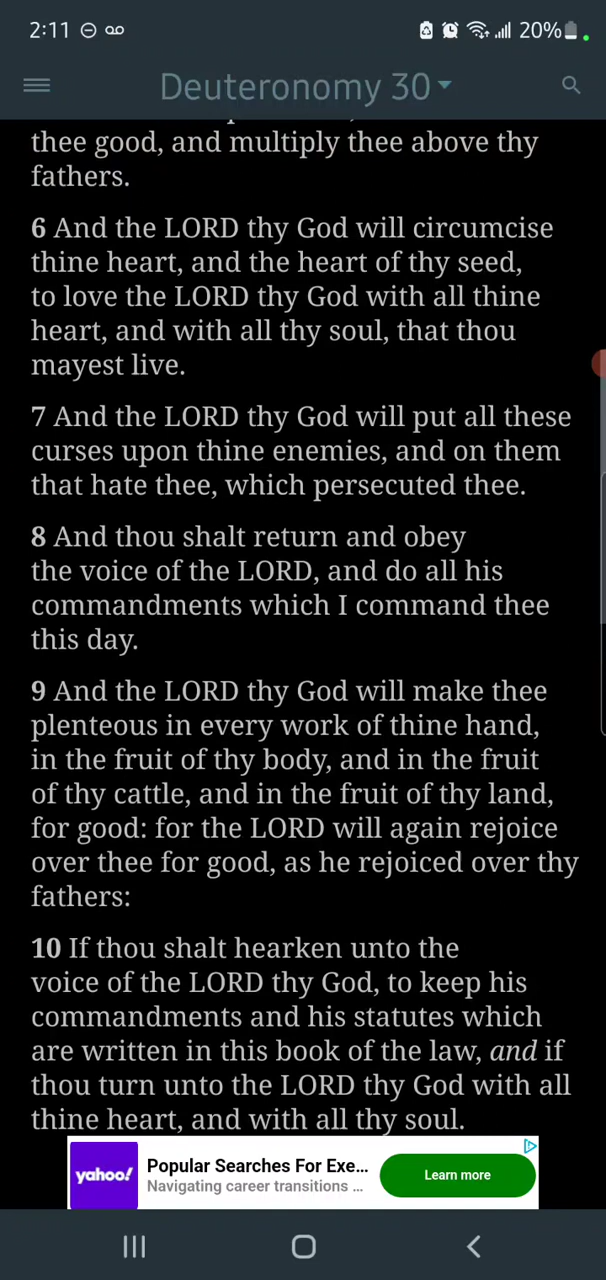 2:11
20%
Deuteronomy 30
thee good, and multiply thee above thy
fathers.
6 And the LORD thy God will circumcise
thine heart, and the heart of thy seed,
to love the LORD thy God with all thine
heart, and with all thy soul, that thou
mayest live.
7 And the LORD thy God will put all these
curses upon thine enemies, and on them
that hate thee, which persecuted thee.
8 And thou shalt return and obey
the voice of the LORD, and do all his
commandments which I command thee
this day.
9 And the LORD thy God will make thee
plenteous in every work of thine hand,
in the fruit of thy body, and in the fruit
of thy cattle, and in the fruit of thy land,
for good: for the LORD will again rejoice
over thee for good, as he rejoiced over thy
fathers:
10 If thou shalt hearken unto the
voice of the LORD thy God, to keep his
commandments and his statutes which
are written in this book of the law, and if
thou turn unto the LORD thy God with all
thine heart, and with all thy soul.
yahoo!
Popular Searches For Exe...
Navigating career transitions ...
Learn more